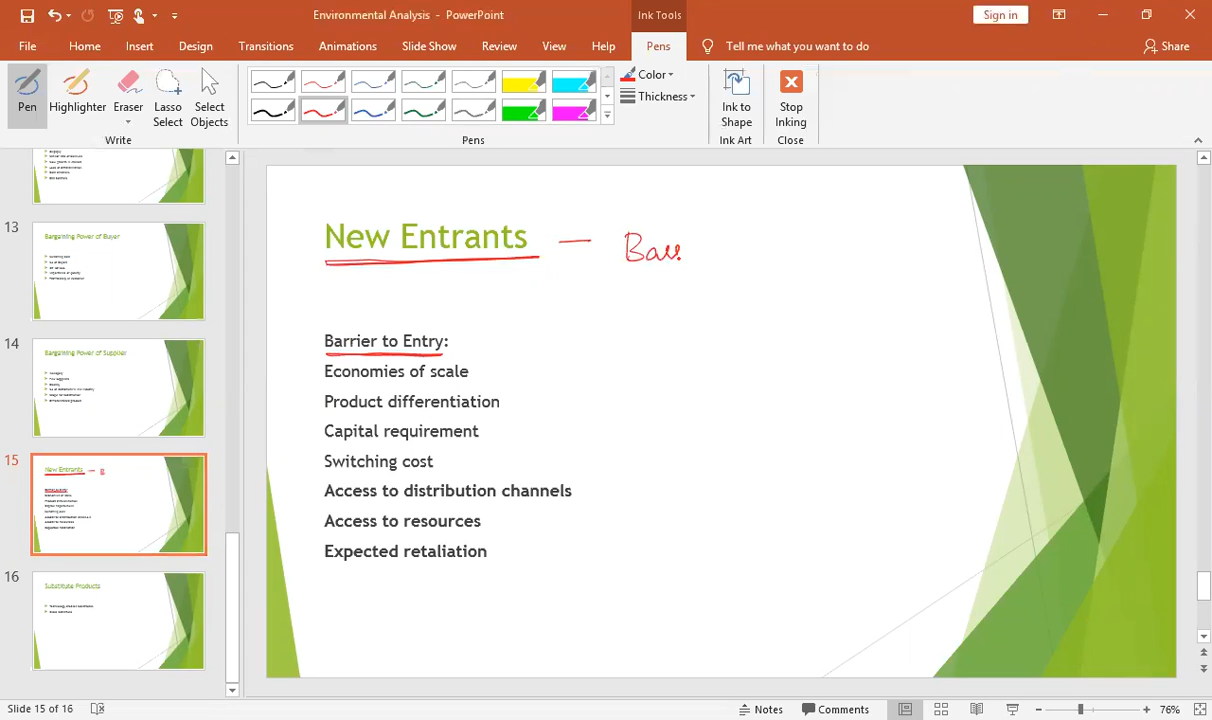 Environmental Analysis - PowerPoint
Ink Tools
Sign in
File
Home
Insert
Design
Transitions
Animations
Slide Show
Review
View
Help
Pens
Tell me what you want to do
Share
Pen
Highlighter
Eraser
Lasso Select
Select Objects
Color
Thickness
Ink to Shape
Stop Inking
Write
Pens
Ink Art
Close
13
Bargaining Power of Buyer
14
Bargaining Power of Supplier
15
New Entrants
16
Substitute Products
New Entrants —
Barrier to Entry:
Economies of scale
Product differentiation
Capital requirement
Switching cost
Access to distribution channels
Access to resources
Expected retaliation
Slide 15 of 16
Notes
Comments
76%